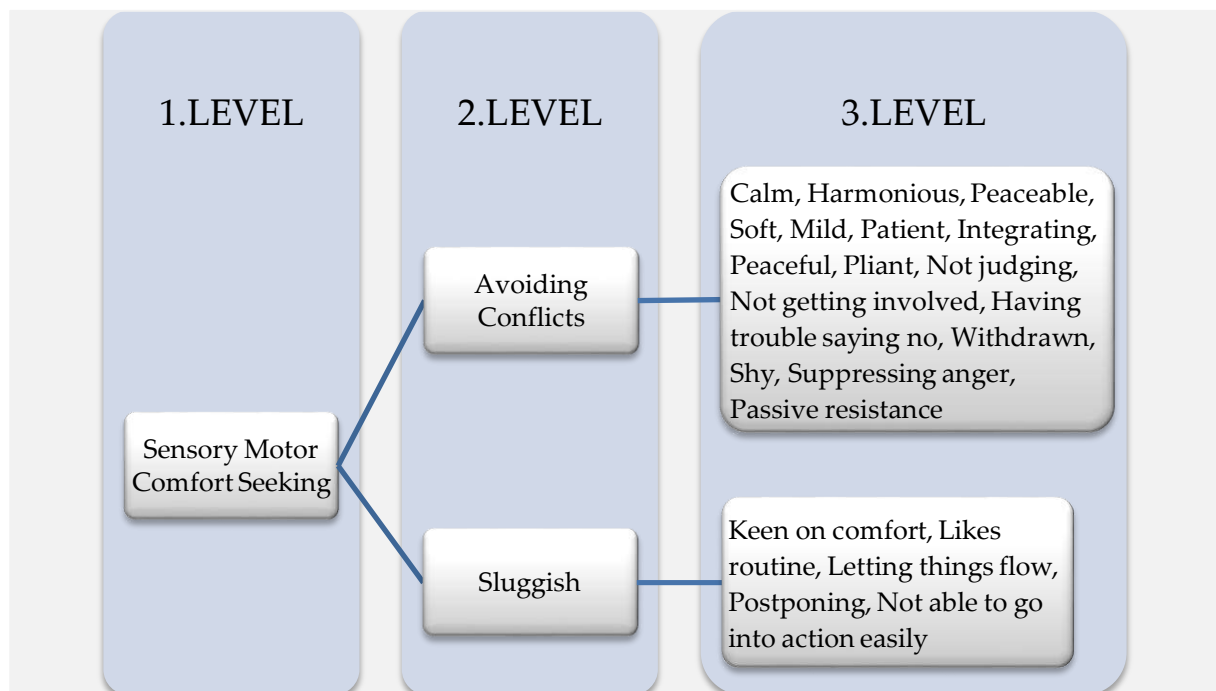 1.LEVEL
2.LEVEL
3.LEVEL
Sensory Motor
Comfort Seeking
Avoiding
Conflicts
Sluggish
Calm, Harmonious, Peaceable,
Soft, Mild, Patient, Integrating,
Peaceful, Pliant, Not judging,
Not getting involved, Having
trouble saying no, Withdrawn,
Shy, Suppressing anger,
Passive resistance
Keen on comfort, Likes
routine, Letting things flow,
Postponing, Not able to go
into action easily